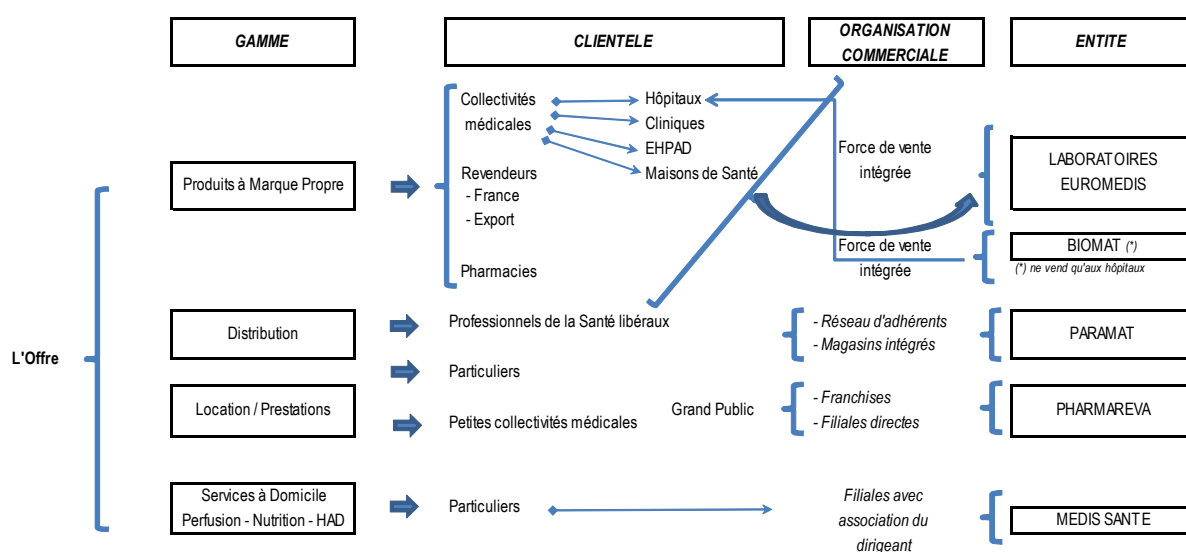 GAMME
CLIENTELE
ORGANISATION
COMMERCIALE
ENTITE
L'Offre
Produits à Marque Propre
Collectivités
médicales
Hôpitaux
Cliniques
EHPAD
Maisons de Santé
Revendeurs
- France
- Export
Pharmacies
Force de vente
intégrée
LABORATOIRES
EUROMEDIS
Force de vente
intégrée
BIOMAT (*)
(*) ne vend qu'aux hôpitaux
Distribution
Professionnels de la Santé libéraux
- Réseau d'adhérents
- Magasins intégrés
PARAMAT
Particuliers
Location / Prestations
Petites collectivités médicales
Grand Public
- Franchises
- Filiales directes
PHARMAREVA
Services à Domicile
Perfusion - Nutrition - HAD
Particuliers
Filiales avec
association du
dirigeant
MEDIS SANTE